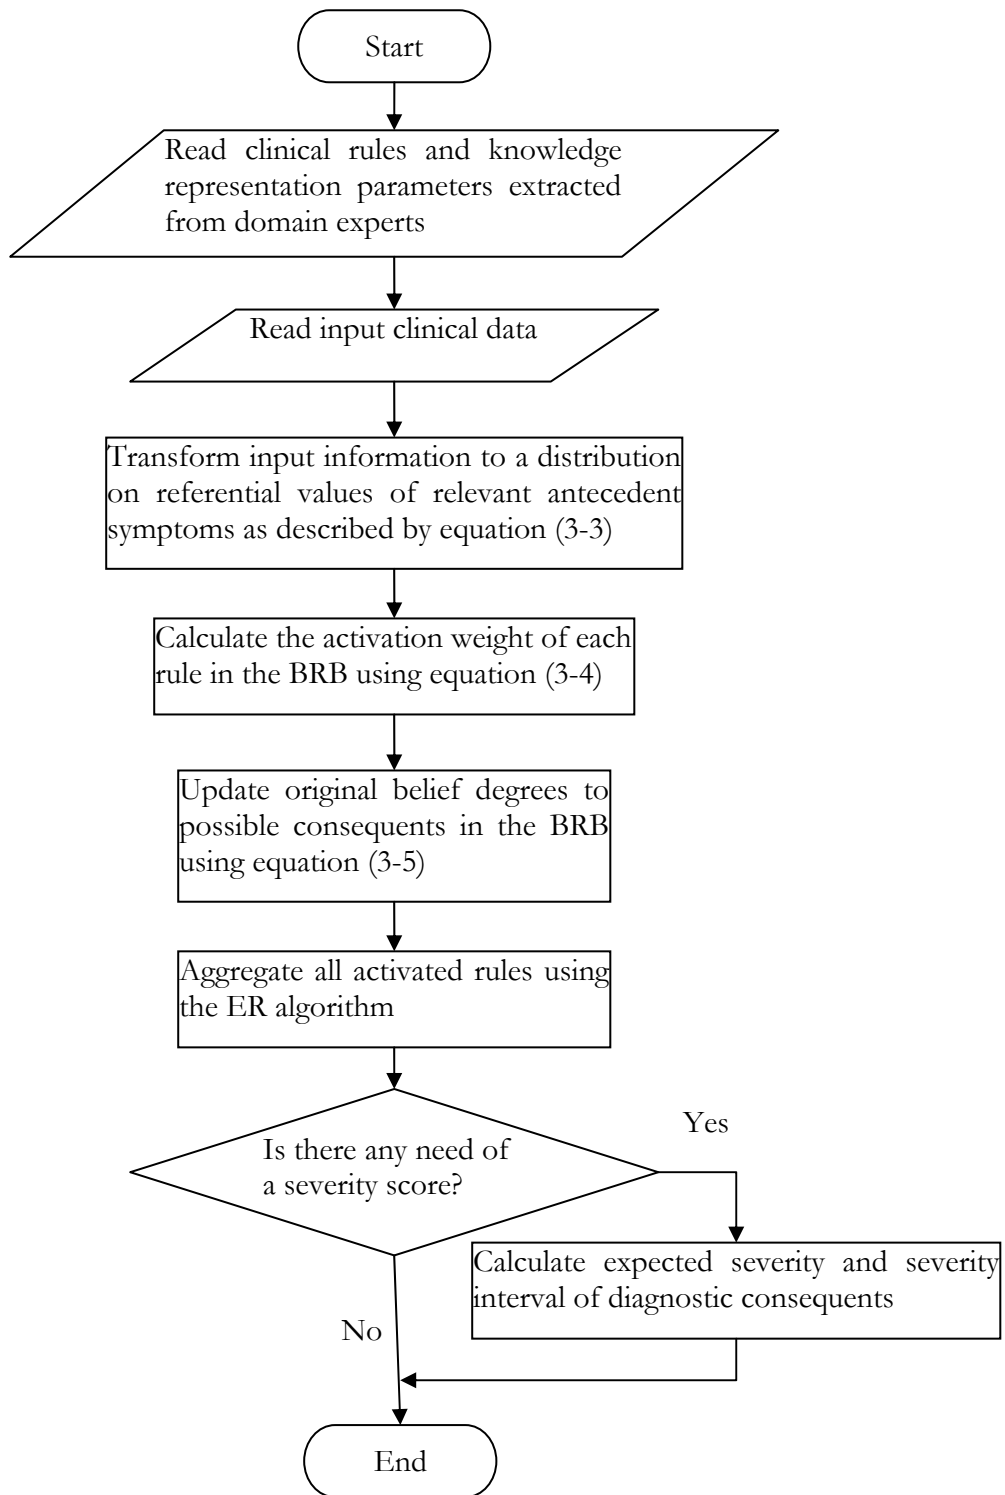 Start
Read clinical rules and knowledge
representation parameters extracted
from domain experts
Read input clinical data
Transform input information to a distribution
on referential values of relevant antecedent
symptoms as described by equation (3-3)
Calculate the activation weight of each
rule in the BRB using equation (3-4)
Update original belief degrees to
possible consequents in the BRB
using equation (3-5)
Aggregate all activated rules using
the ER algorithm
Is there any need of
a severity score?
Yes
Calculate expected severity and severity
interval of diagnostic consequents
No
End